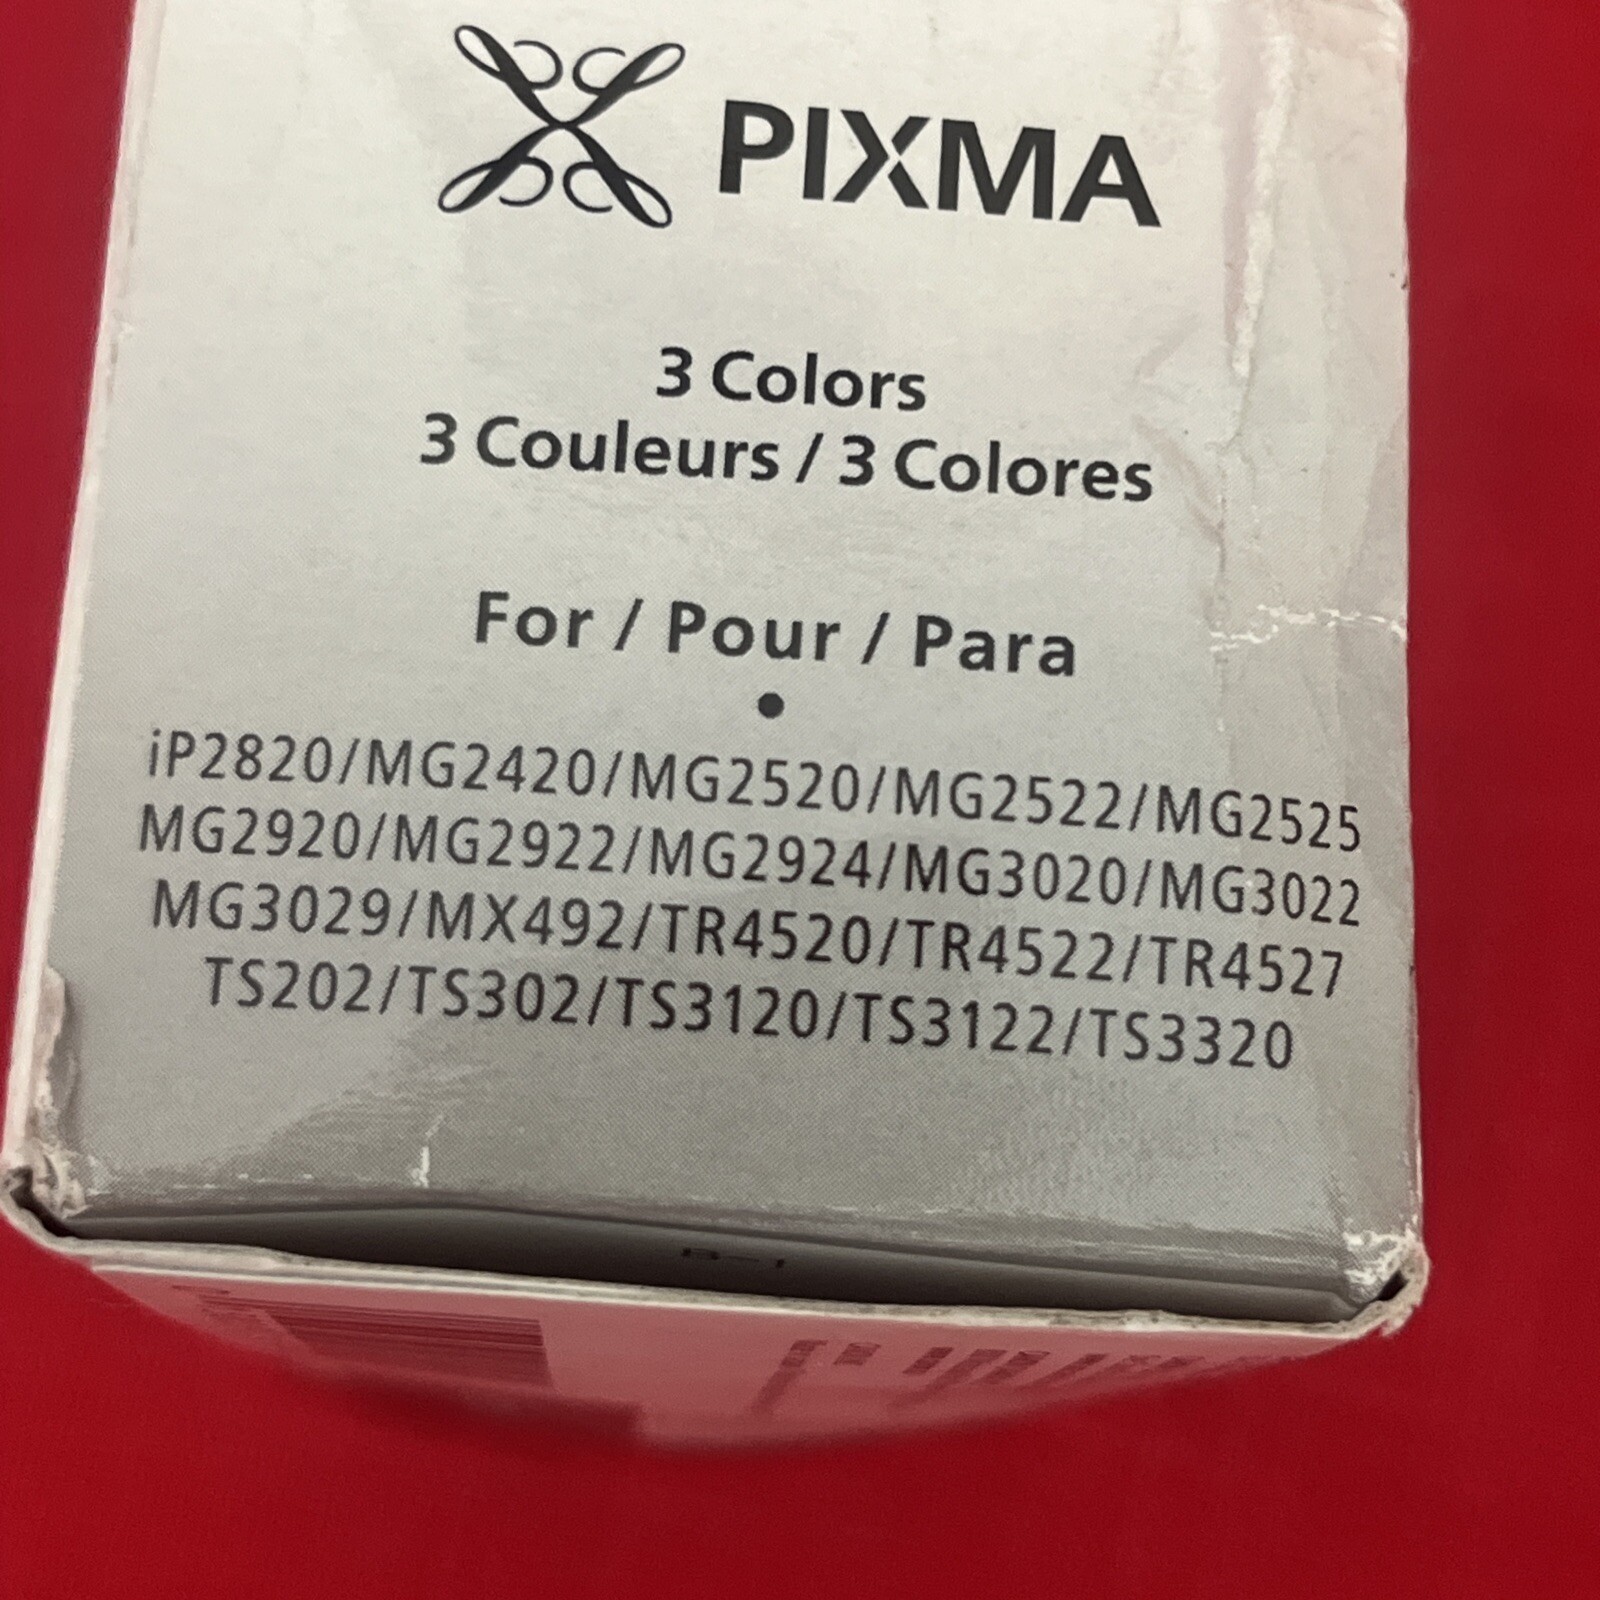 PIXMA
3 Colors
3 Couleurs / 3 Colores
For / Pour / Para
•
iP2820/MG2420/MG2520/MG2522/MG2525
MG2920/MG2922/MG2924/MG3020/MG3022
MG3029/MX492/TR4520/TR4522/TR4527
TS202/TS302/TS3120/TS3122/TS3320